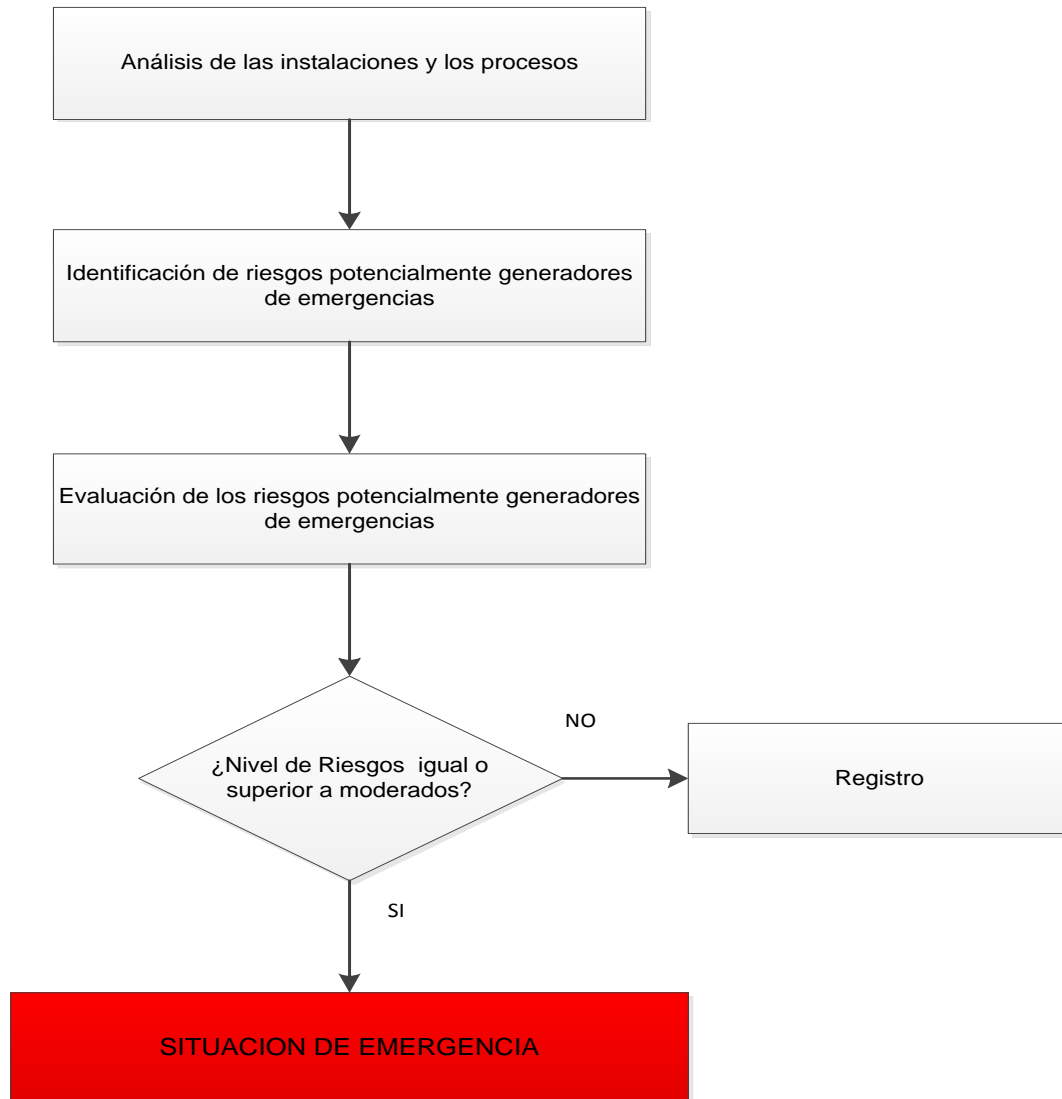 Análisis de las instalaciones y los procesos
Identificación de riesgos potencialmente generadores
de emergencias
Evaluación de los riesgos potencialmente generadores
de emergencias
¿Nivel de Riesgos igual o
superior a moderados?
NO
Registro
SI
SITUACION DE EMERGENCIA